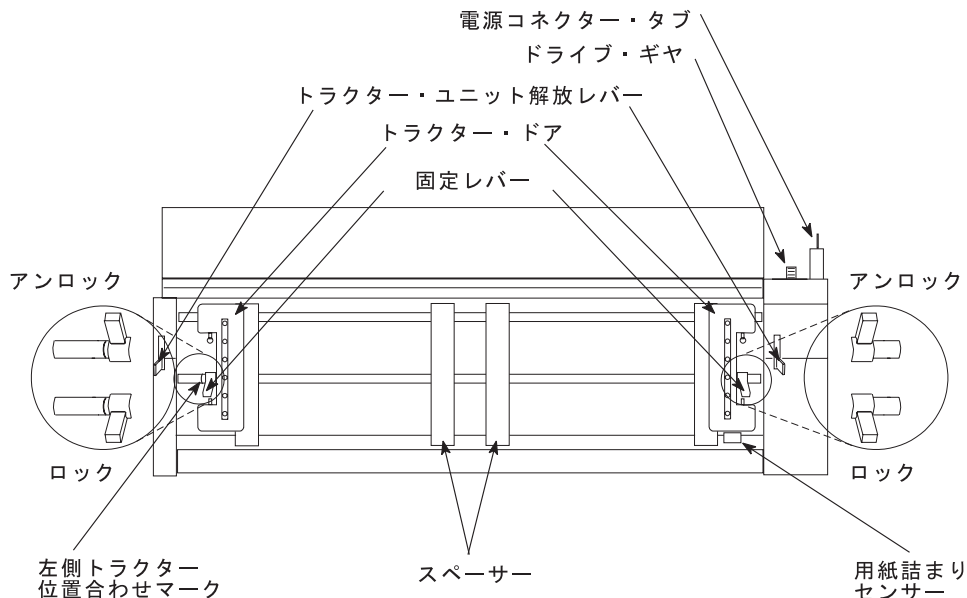 電源コネクター・タブ
ドライブ・ギヤ
トラクター・ユニット解放レバー
トラクター・ドア
固定レバー
アンロック
アンロック
ロック
ロック
左側トラクター
位置合わせマーク
スペーサー
用紙詰まり
センサー